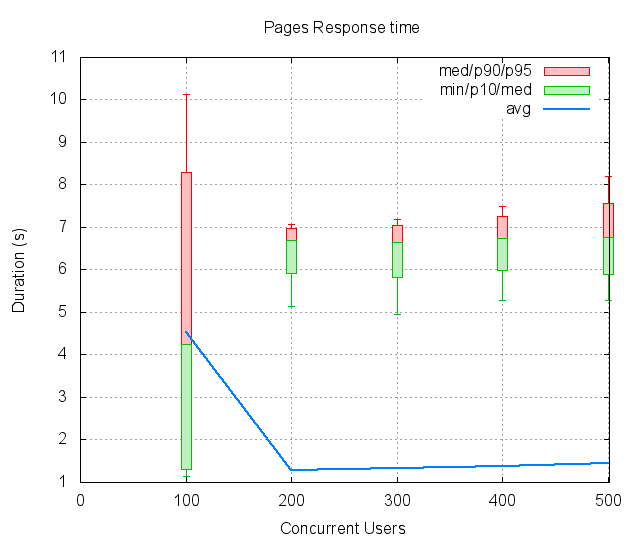 Pages Response time
med/p90/p95
min/p10/med
avg
Duration (s)
11
10
9
8
7
6
5
4
3
2
1
0 100 200 300 400 500
Concurrent Users